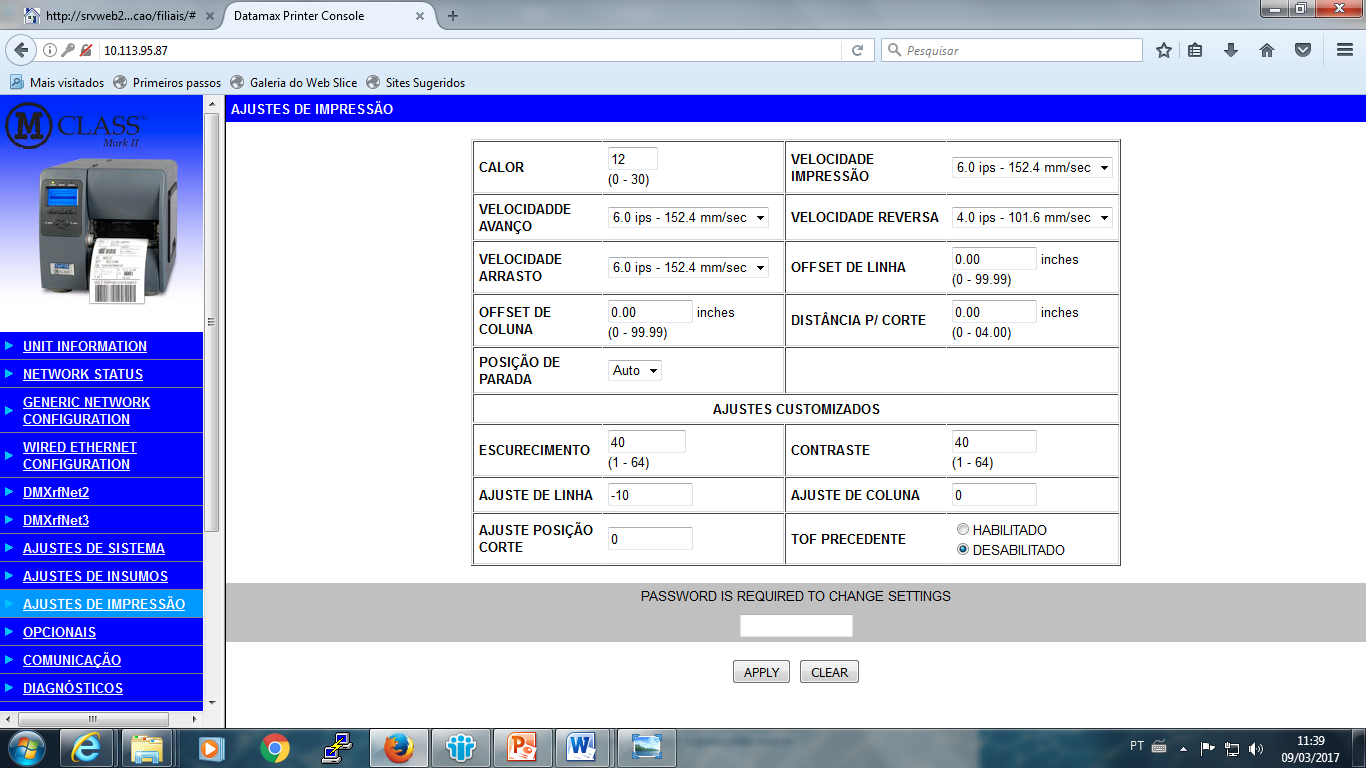 http://srvweb2...cao/filiais/#
Datamax Printer Console
10.113.95.87
Pesquisar
Mais visitados
Primeiros passos
Galeria do Web Slice
Sites Sugeridos
M CLASS™
Mark II
UNIT INFORMATION
NETWORK STATUS
GENERIC NETWORK
CONFIGURATION
WIRED ETHERNET
CONFIGURATION
DMXrfNet2
DMXrfNet3
AJUSTES DE SISTEMA
AJUSTES DE INSUMOS
AJUSTES DE IMPRESSÃO
OPCIONAIS
COMUNICAÇÃO
DIAGNÓSTICOS
AJUSTES DE IMPRESSÃO
CALOR
12
(0 - 30)
VELOCIDADE
IMPRESSÃO
6.0 ips - 152.4 mm/sec
VELOCIDADDE
AVANÇO
6.0 ips - 152.4 mm/sec
VELOCIDADE REVERSA
4.0 ips - 101.6 mm/sec
VELOCIDADE
ARRASTO
6.0 ips - 152.4 mm/sec
OFFSET DE LINHA
0.00 inches
(0 - 99.99)
OFFSET DE
COLUNA
0.00 inches
(0 - 99.99)
DISTÂNCIA P/ CORTE
0.00 inches
(0 - 04.00)
POSIÇÃO DE
PARADA
Auto
AJUSTES CUSTOMIZADOS
ESCURECIMENTO
40
(1 - 64)
CONTRASTE
40
(1 - 64)
AJUSTE DE LINHA
-10
AJUSTE DE COLUNA
0
AJUSTE POSIÇÃO
CORTE
0
TOF PRECEDENTE
HABILITADO
DESABILITADO
PASSWORD IS REQUIRED TO CHANGE SETTINGS
APPLY
CLEAR
PT
11:39
09/03/2017